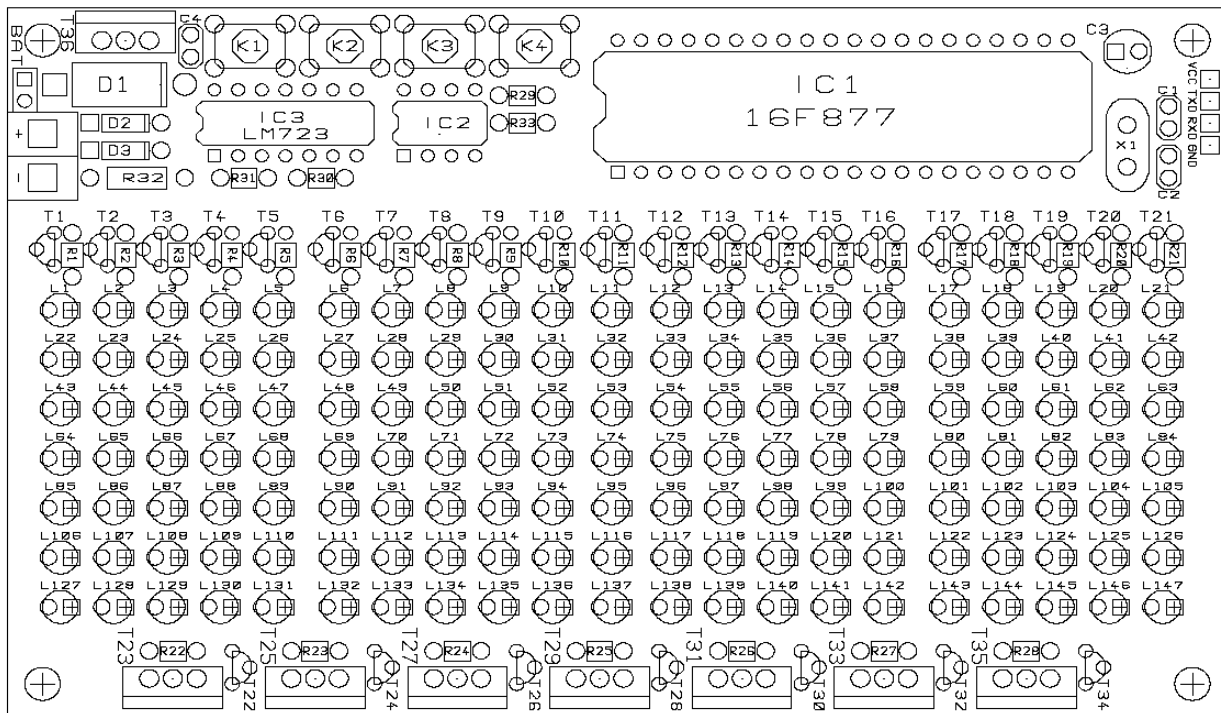 BAT T36 C4 K1 K2 K3 K4 C3
D1 IC3 LM723 IC2 R29 R33 IC1 16F877 X1 C1 VCC TXD RXD GND
+ D2
- D3
R32 R31 R30 C2
T1 T2 T3 T4 T5 T6 T7 T8 T9 T10 T11 T12 T13 T14 T15 T16 T17 T18 T19 T20 T21
R1 R2 R3 R4 R5 R6 R7 R8 R9 R10 R11 R12 R13 R14 R15 R16 R17 R18 R19 R20 R21
L1 L2 L3 L4 L5 L6 L7 L8 L9 L10 L11 L12 L13 L14 L15 L16 L17 L18 L19 L20 L21
L22 L23 L24 L25 L26 L27 L28 L29 L30 L31 L32 L33 L34 L35 L36 L37 L38 L39 L40 L41 L42
L43 L44 L45 L46 L47 L48 L49 L50 L51 L52 L53 L54 L55 L56 L57 L58 L59 L60 L61 L62 L63
L64 L65 L66 L67 L68 L69 L70 L71 L72 L73 L74 L75 L76 L77 L78 L79 L80 L81 L82 L83 L84
L85 L86 L87 L88 L89 L90 L91 L92 L93 L94 L95 L96 L97 L98 L99 L100 L101 L102 L103 L104 L105
L106 L107 L108 L109 L110 L111 L112 L113 L114 L115 L116 L117 L118 L119 L120 L121 L122 L123 L124 L125 L126
L127 L128 L129 L130 L131 L132 L133 L134 L135 L136 L137 L138 L139 L140 L141 L142 L143 L144 L145 L146 L147
T23 R22 T22 T25 R23 T24 T27 R24 T26 T29 R25 T28 T31 R26 T30 T33 R27 T32 T35 R28 T34